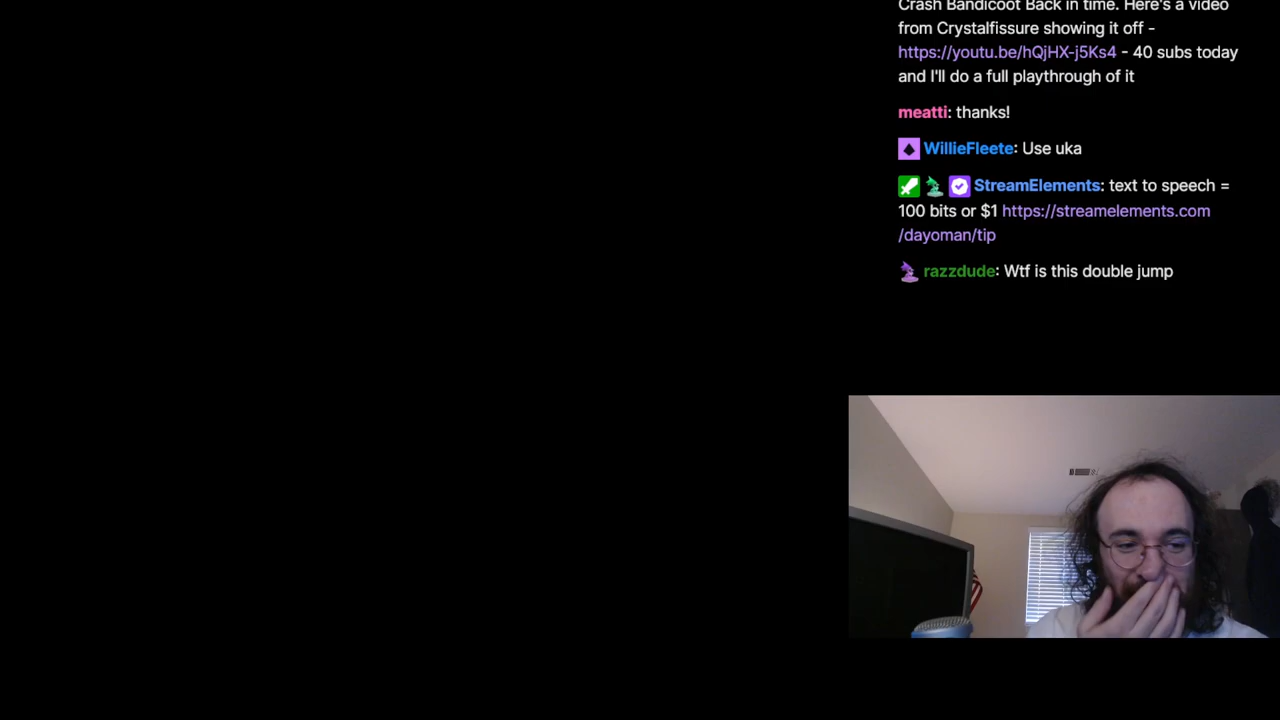 Crash Bandicoot Back in time. Here's a video
from Crystalfissure showing it off -
https://youtu.be/hQjHX-j5Ks4 - 40 subs today
and I'll do a full playthrough of it
meatti: thanks!
WillieFleete: Use uka
StreamElements: text to speech =
100 bits or $1 https://streamelements.com
/dayoman/tip
razzdude: Wtf is this double jump